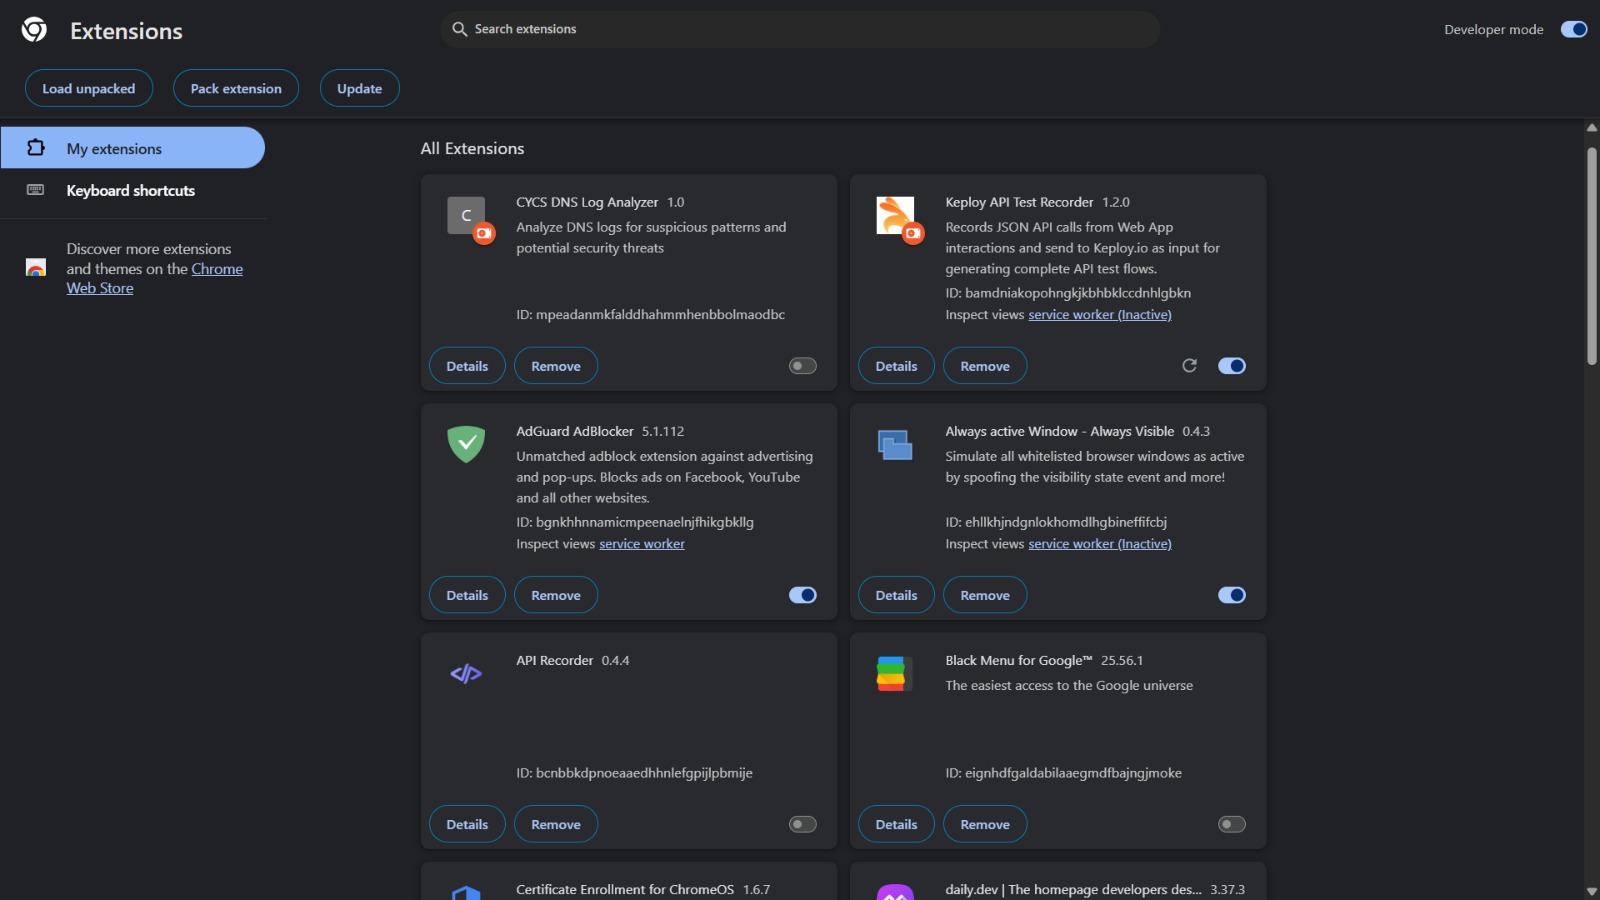 Extensions
Search extensions
Developer mode
Load unpacked
Pack extension
Update
My extensions
Keyboard shortcuts
Discover more extensions
and themes on the Chrome
Web Store
All Extensions
C
CYCS DNS Log Analyzer 1.0
Analyze DNS logs for suspicious patterns and
potential security threats
ID: mpeadanmkfalddhahmmhenbbolmaodbc
Details
Remove
Keploy API Test Recorder 1.2.0
Records JSON API calls from Web App
interactions and send to Keploy.io as input for
generating complete API test flows.
ID: bamdniakopohngkjkbhbklccdnhlgbkn
Inspect views service worker (Inactive)
Details
Remove
AdGuard AdBlocker 5.1.112
Unmatched adblock extension against advertising
and pop-ups. Blocks ads on Facebook, YouTube
and all other websites.
ID: bgnkhhnnamicmpeenaelnjfhikgbkllg
Inspect views service worker
Details
Remove
Always active Window - Always Visible 0.4.3
Simulate all whitelisted browser windows as active
by spoofing the visibility state event and more!
ID: ehllkhjndgnlokhomdlhgbineffifcbj
Inspect views service worker (Inactive)
Details
Remove
API Recorder 0.4.4
ID: bcnbbkdpnoeaaedhhnlefgpijlpbmije
Details
Remove
Black Menu for Google™ 25.56.1
The easiest access to the Google universe
ID: eignhdfgaldabilaaegmdfbajngjmoke
Details
Remove
Certificate Enrollment for ChromeOS 1.6.7
daily.dev | The homepage developers des... 3.37.3